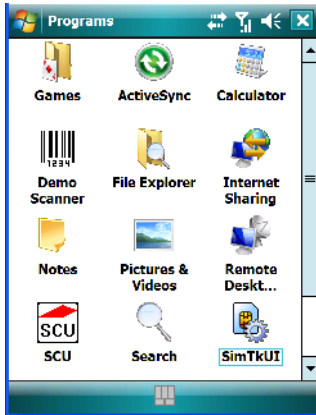 Programs
Games
ActiveSync
Calculator
1234
Demo
Scanner
File Explorer
Internet
Sharing
Notes
Pictures &
Videos
Remote
Deskt...
SCU
SCU
Search
SimTkUI